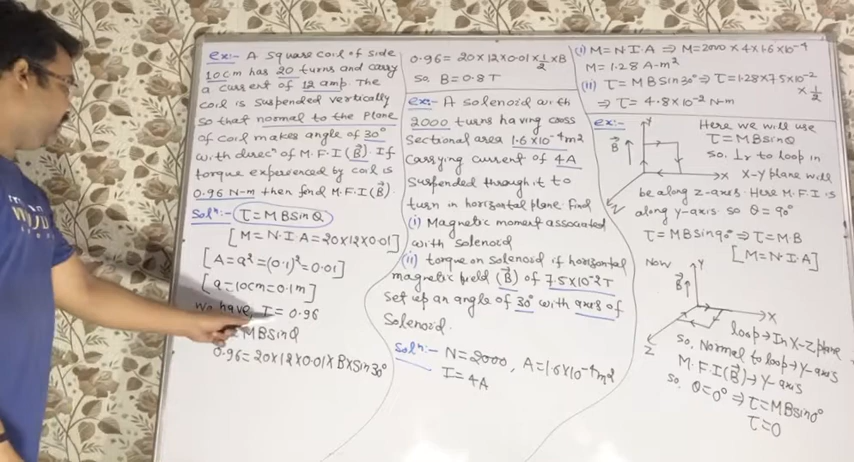 ex:- A square coil of side
10cm has 20 turns and carry
a current of 12 amp. The
coil is suspended vertically
so that normal to the plane
of coil makes angle of 30°
with direcⁿ of M.F.I(B⃗). If
torque experienced by coil is
0.96 N-m then find M.F.I(B⃗)
Solⁿ:- τ=MBSinθ
[M=N·I·A=20×12×0.01]
[A=a²=(0.1)²=0.01]
[a=10cm=0.1m]
we have τ=0.96
MBSinθ
0.96=20×12×0.01×B×Sin30°
0.96=20×12×0.01×1/2×B
so, B=0.8T
ex:- A solenoid with
2000 turns having cross
Sectional area 1.6×10⁻⁴m²
Carrying current of 4A
Suspended through it to
turn in horizontal plane. Find
(i) Magnetic moment associated
with Solenoid
(ii) torque on solenoid if horizontal
magnetic field (B⃗) of 7.5×10⁻²T
Set up an angle of 30° with axis of
Solenoid.
Solⁿ:- N=2000, A=1.6×10⁻⁴m²
I=4A
(i) M=N·I·A ⇒ M=2000×4×1.6×10⁻⁴
M=1.28 A-m²
(ii) τ=MBSin30° ⇒ τ=1.28×7.5×10⁻²×1/2
⇒ τ=4.8×10⁻² N-m
ex:-
Y
B⃗
X
Z
Here we will use
τ=MBSinθ
so, ⊥r to loop in
X-Y plane will
be along z-axis. Here M.F.I is
along Y-axis so θ=90°
τ=MBSin90° ⇒ τ=MB
[M=N·I·A]
Now
Y
B⃗
X
Z
loop→In X-Z plane
so, Normal to loop→Y-axis
M.F.I(B⃗)→Y-axis
so, θ=0° ⇒ τ=MBSin0°
τ=0